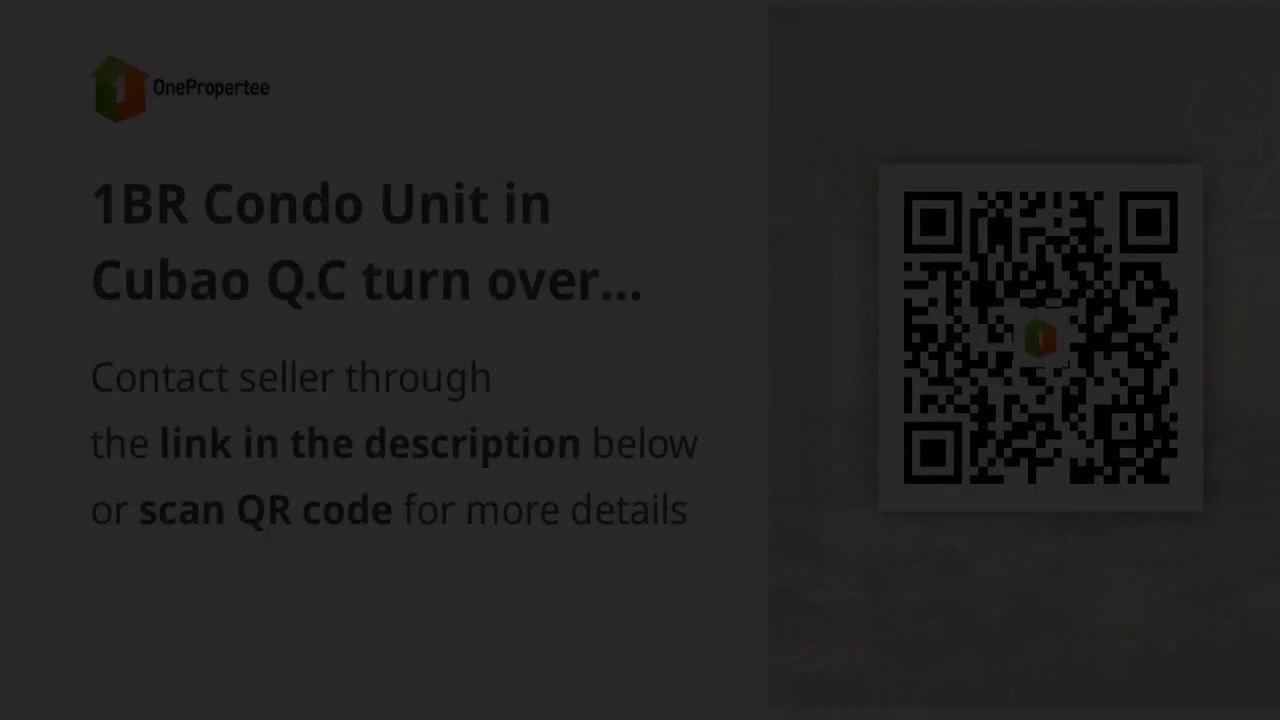 OnePropertee
1BR Condo Unit in
Cubao Q.C turn over...
Contact seller through
the link in the description below
or scan QR code for more details